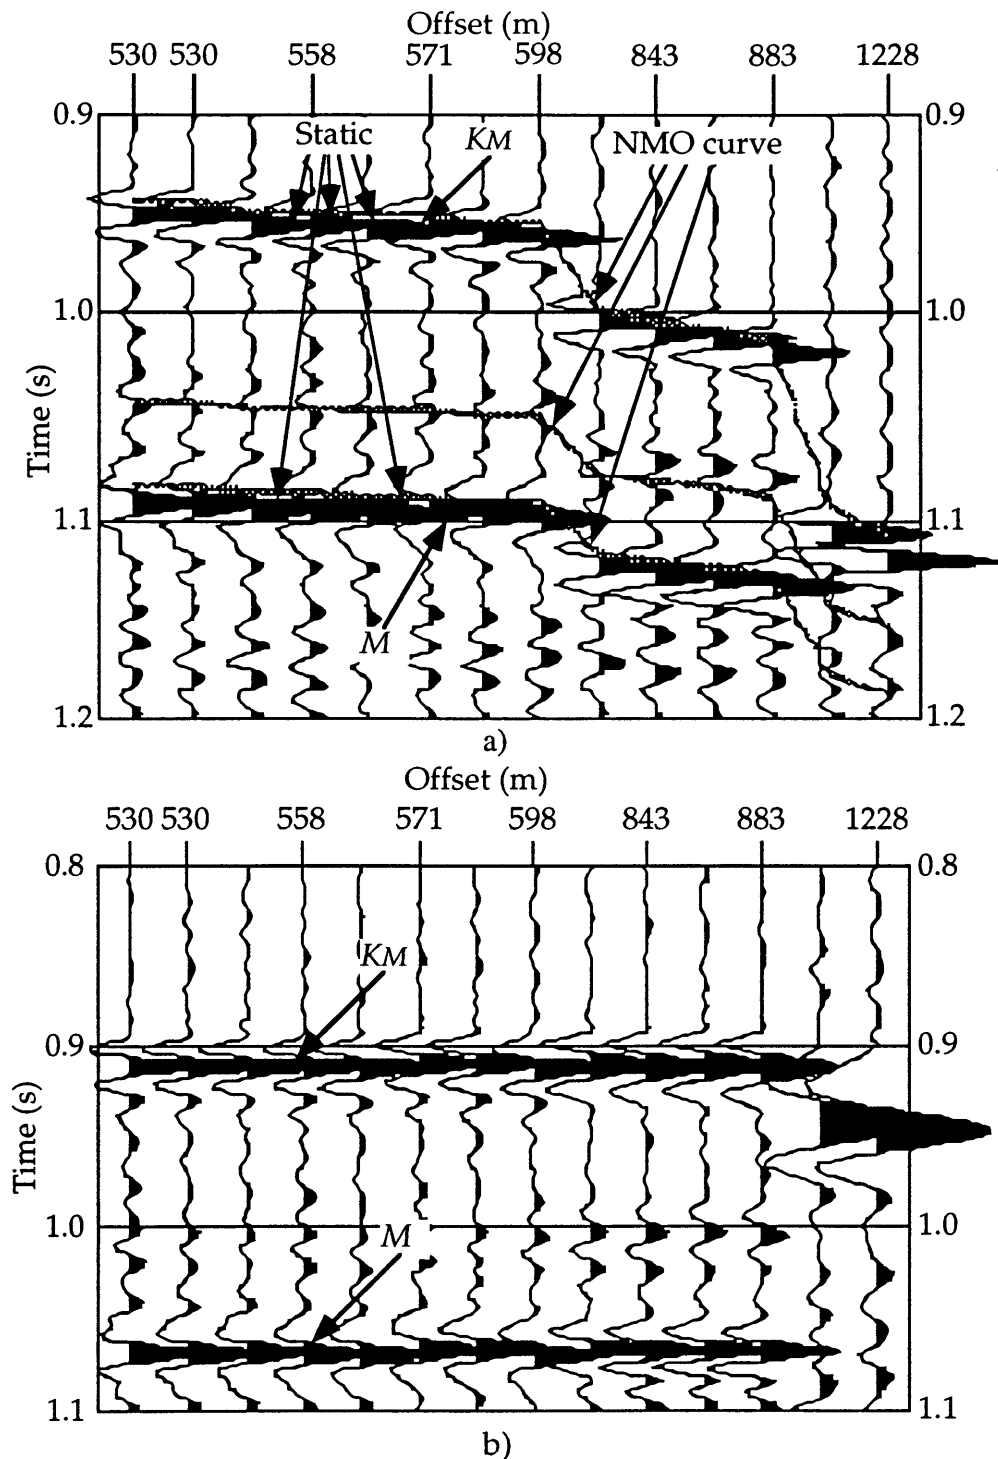 Offset (m)
530 530 558 571 598 843 883 1228
0.9 0.9
Static KM NMO curve
1.0 1.0
Time (s)
1.1 1.1
M
1.2 1.2
a)
Offset (m)
530 530 558 571 598 843 883 1228
0.8 0.8
KM
0.9 0.9
Time (s)
1.0 1.0
M
1.1 1.1
b)